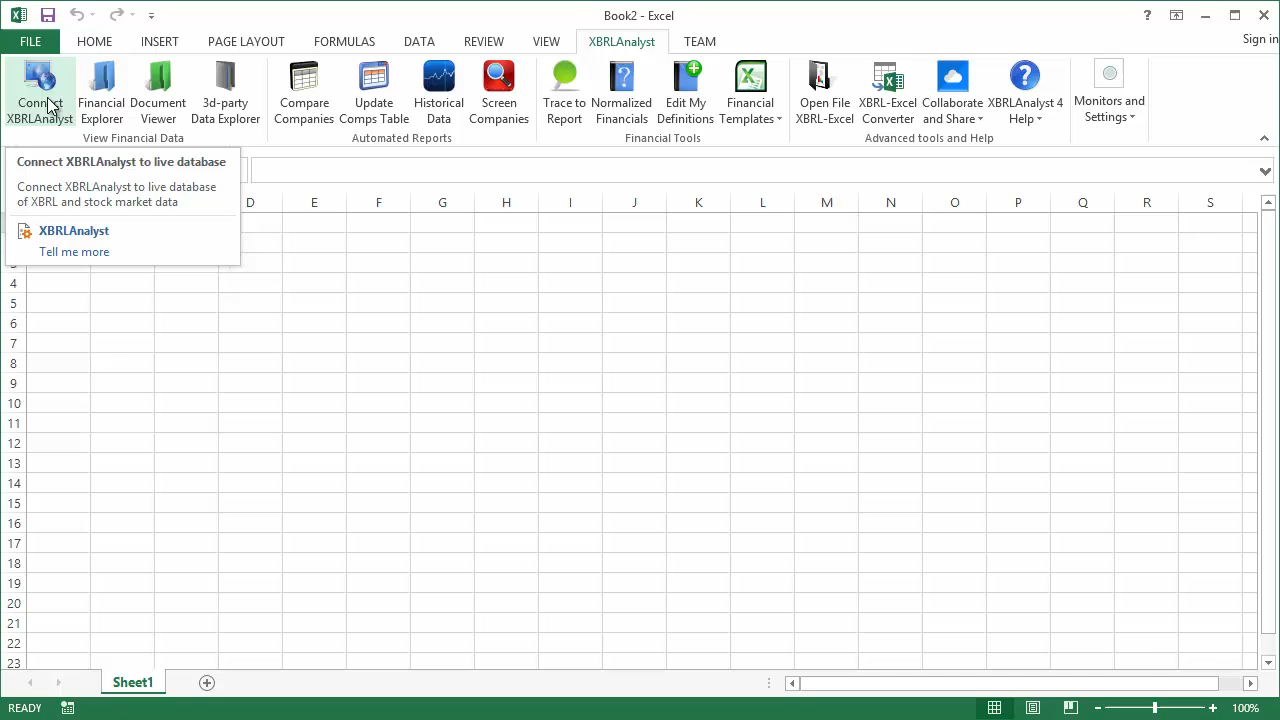 Book2 - Excel
?
FILE
HOME
INSERT
PAGE LAYOUT
FORMULAS
DATA
REVIEW
VIEW
XBRLAnalyst
TEAM
Sign in
Connect
XBRLAnalyst
Financial
Explorer
Document
Viewer
3d-party
Data Explorer
Compare
Companies
Update
Comps Table
Historical
Data
Screen
Companies
Trace to
Report
Normalized
Financials
Edit My
Definitions
Financial
Templates
Open File
XBRL-Excel
XBRL-Excel
Converter
Collaborate
and Share
XBRLAnalyst 4
Help
Monitors and
Settings
View Financial Data
Automated Reports
Financial Tools
Advanced tools and Help
Connect XBRLAnalyst to live database
Connect XBRLAnalyst to live database
of XBRL and stock market data
XBRLAnalyst
Tell me more
D E F G H I J K L M N O P Q R S
4
5
6
7
8
9
10
11
12
13
14
15
16
17
18
19
20
21
22
23
Sheet1
READY
100%